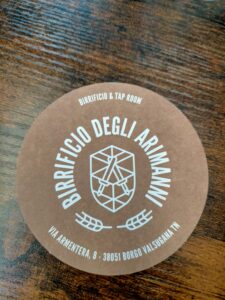 BIRRIFICIO & TAP ROOM
BIRRIFICIO DEGLI ARIMANNI
VIA ARMENTERA, 8 - 38051 BORGO VALSUGANA TN